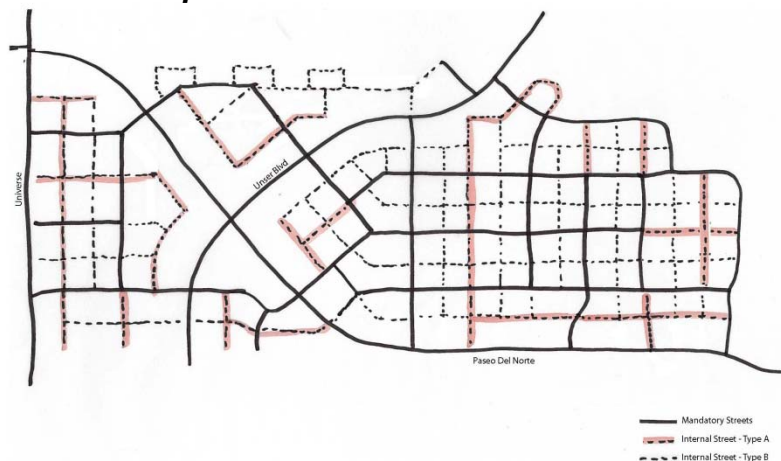 Unser Blvd
Universe
Paseo Del Norte
Mandatory Streets
Internal Street - Type A
Internal Street - Type B